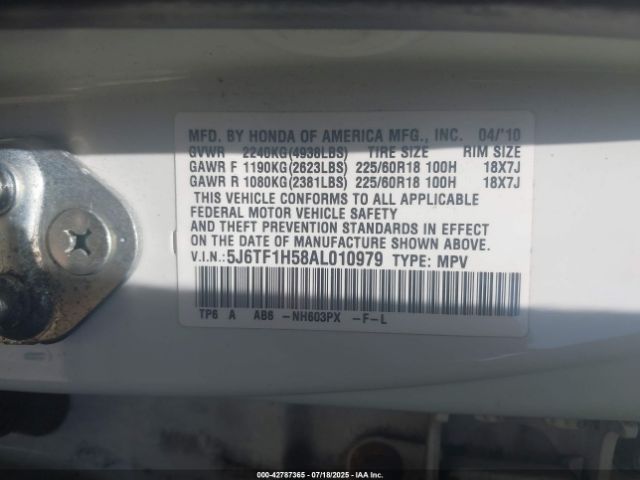 MFD. BY HONDA OF AMERICA MFG., INC. 04/'10
GVWR 2240KG(4938LBS) TIRE SIZE RIM SIZE
GAWR F 1190KG(2623LBS) 225/60R18 100H 18X7J
GAWR R 1080KG(2381LBS) 225/60R18 100H 18X7J
THIS VEHICLE CONFORMS TO ALL APPLICABLE
FEDERAL MOTOR VEHICLE SAFETY
AND THEFT PREVENTION STANDARDS IN EFFECT
ON THE DATE OF MANUFACTURE SHOWN ABOVE.
V.I.N.: 5J6TF1H58AL010979 TYPE: MPV
TP6 A AB6 -NH603PX -F-L
000-42787365 07/18/2025 IAA Inc.